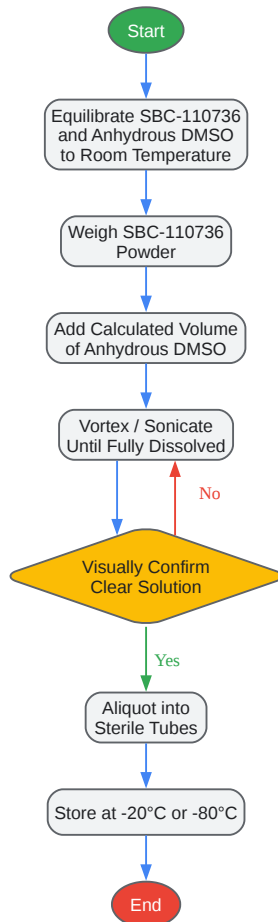 Start
Equilibrate SBC-110736
and Anhydrous DMSO
to Room Temperature
Weigh SBC-110736
Powder
Add Calculated Volume
of Anhydrous DMSO
Vortex / Sonicate
Until Fully Dissolved
No
Visually Confirm
Clear Solution
Yes
Aliquot into
Sterile Tubes
Store at -20°C or -80°C
End